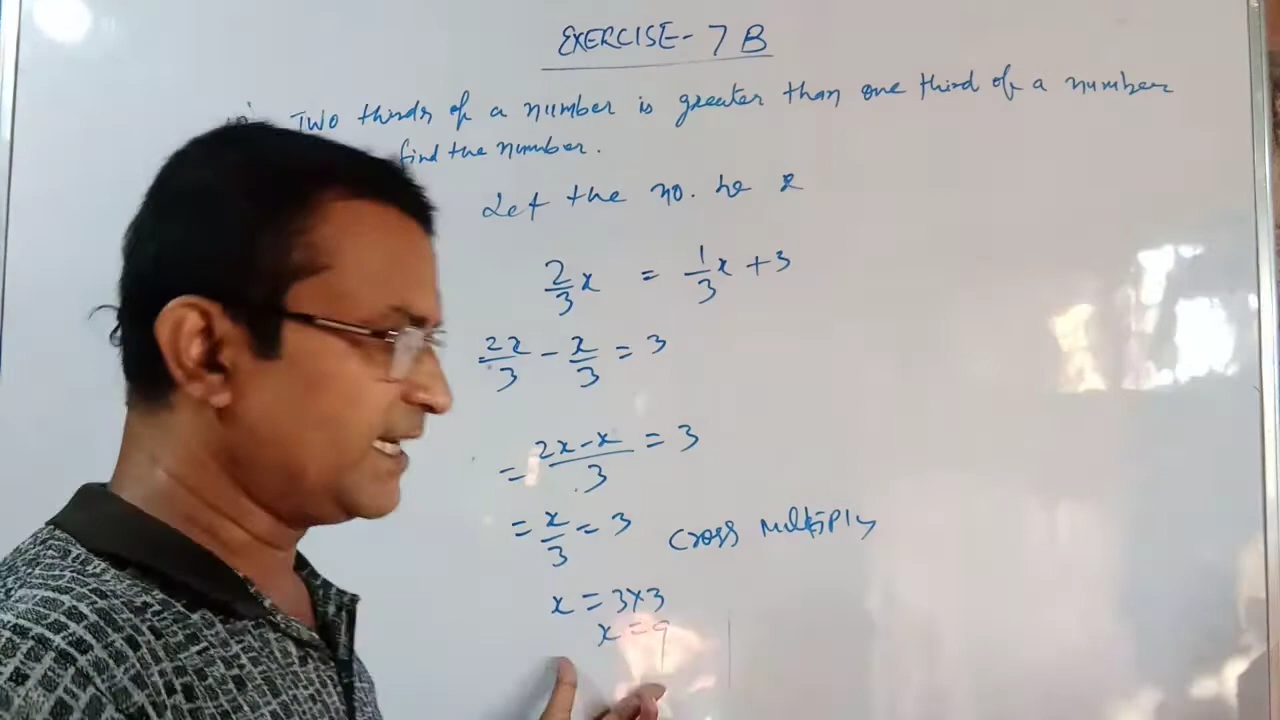 EXERCISE- 7 B
Two thirds of a number is greater than one third of a number
find the number.
Let the no. be x
2/3 x = 1/3 x + 3
2x/3 - x/3 = 3
= 2x-x/3 = 3
= x/3 = 3 Cross Multiply
x = 3×3
x = 9